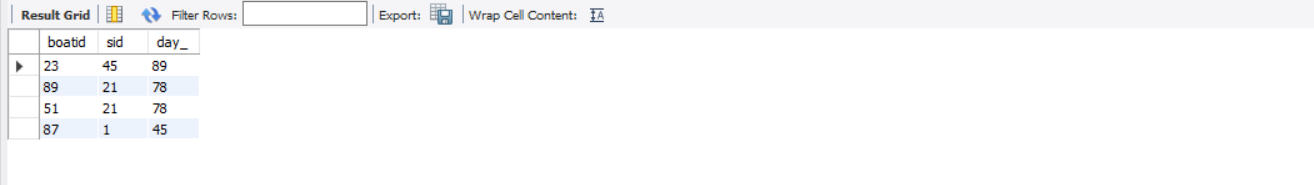 Result Grid Filter Rows: Export: Wrap Cell Content: IA
boatid sid day_
23 45 89
89 21 78
51 21 78
87 1 45